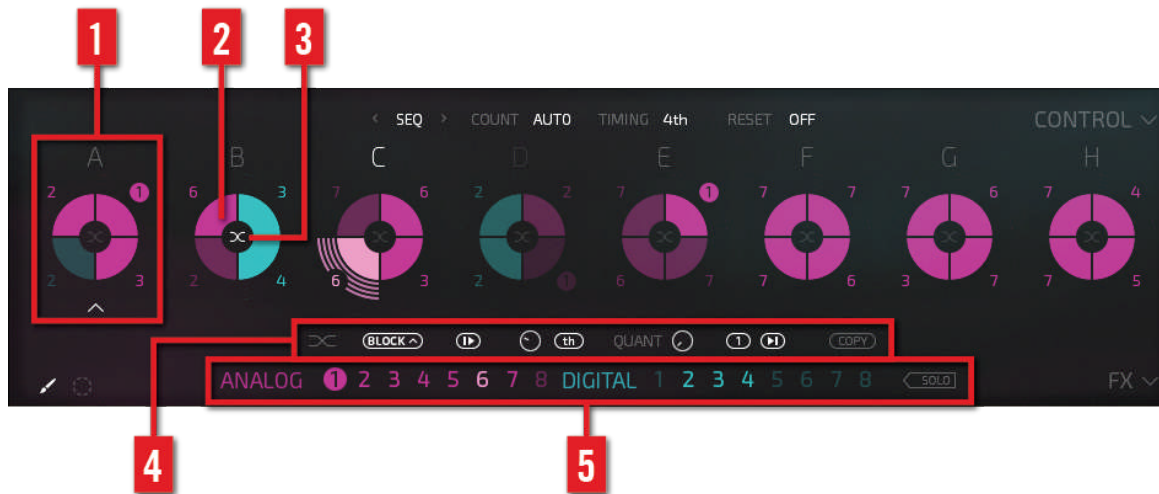 1 2 3
< SEQ > COUNT AUTO TIMING 4th RESET OFF CONTROL
A B C D E F G H
2 1 6 3 7 6 2 2 7 1 7 7 7 6 7 4
2 3 2 4 6 3 2 1 6 7 7 6 3 7 7 5
BLOCK th QUANT 1 COPY
ANALOG 1 2 3 4 5 6 7 8 DIGITAL 1 2 3 4 5 6 7 8 SOLO FX
4 5